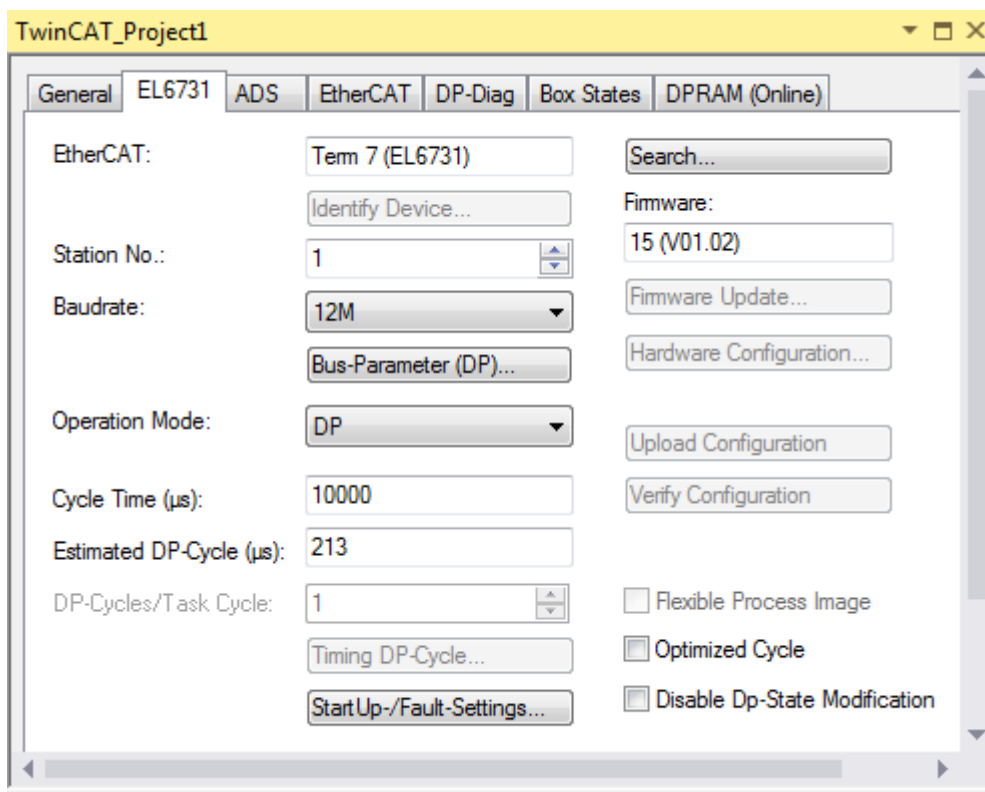 TwinCAT_Project1
General EL6731 ADS EtherCAT DP-Diag Box States DPRAM (Online)
EtherCAT: Term 7 (EL6731) Search...
Identify Device... Firmware:
Station No.: 1 15 (V01.02)
Baudrate: 12M Firmware Update...
Bus-Parameter (DP)... Hardware Configuration...
Operation Mode: DP Upload Configuration
Cycle Time (µs): 10000 Verify Configuration
Estimated DP-Cycle (µs): 213
DP-Cycles/Task Cycle: 1 Flexible Process Image
Timing DP-Cycle... Optimized Cycle
StartUp-/Fault-Settings... Disable Dp-State Modification